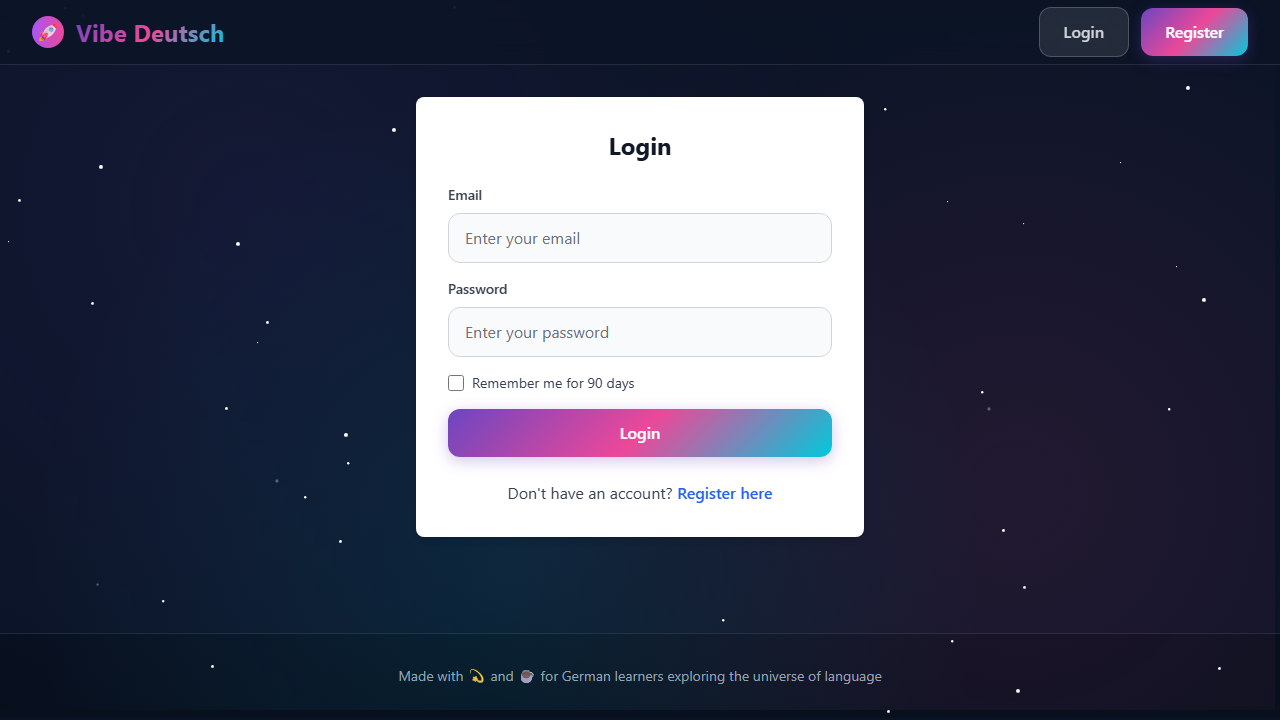 Vibe Deutsch
Login
Register
Login
Email
Enter your email
Password
Enter your password
Remember me for 90 days
Login
Don't have an account? Register here
Made with 💫 and ☕ for German learners exploring the universe of language